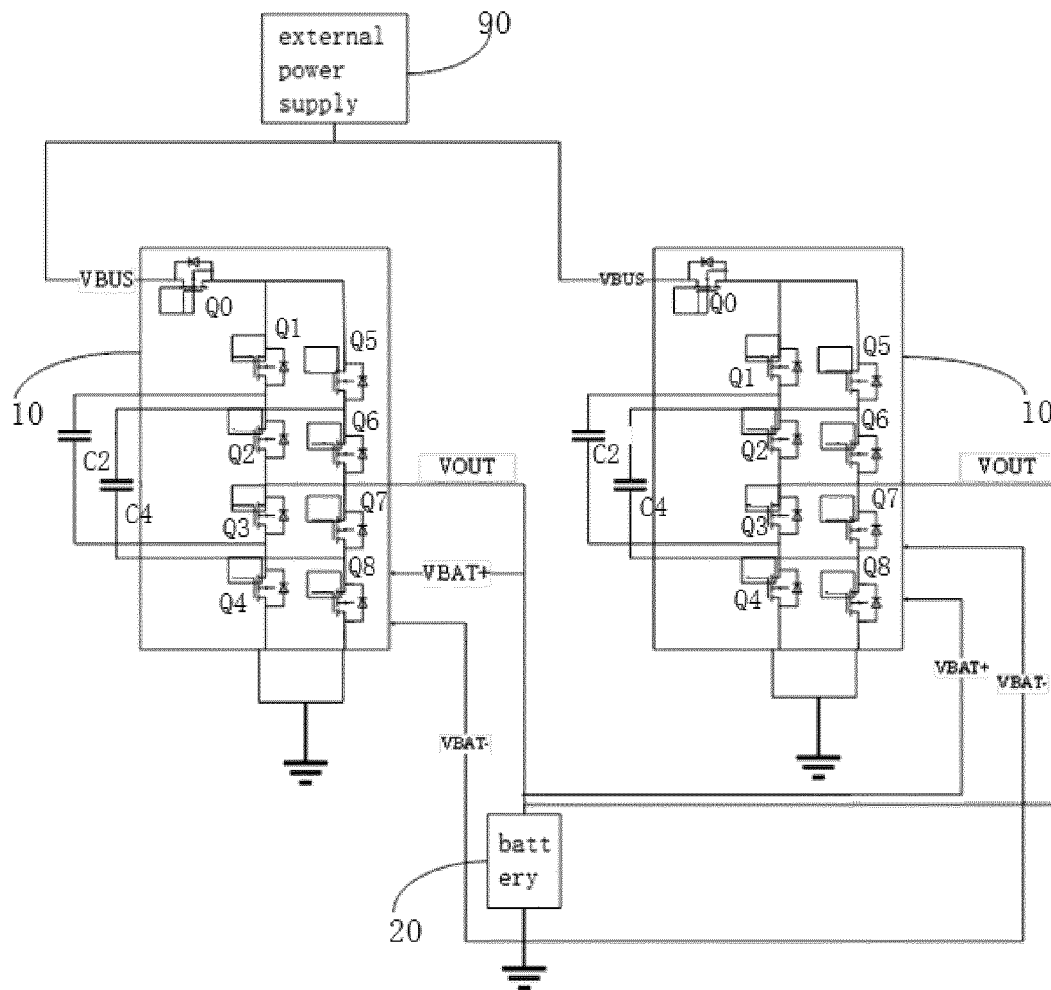 90
external
power
supply
VBUS
Q0
Q1
Q5
10
Q6
Q2
C2
VOUT
C4
Q7
Q3
Q8
VBAT+
Q4
VBAT-
VBUS
Q0
Q5
Q1
10
Q6
Q2
C2
VOUT
C4
Q7
Q3
Q8
Q4
VBAT+
VBAT-
batt
ery
20